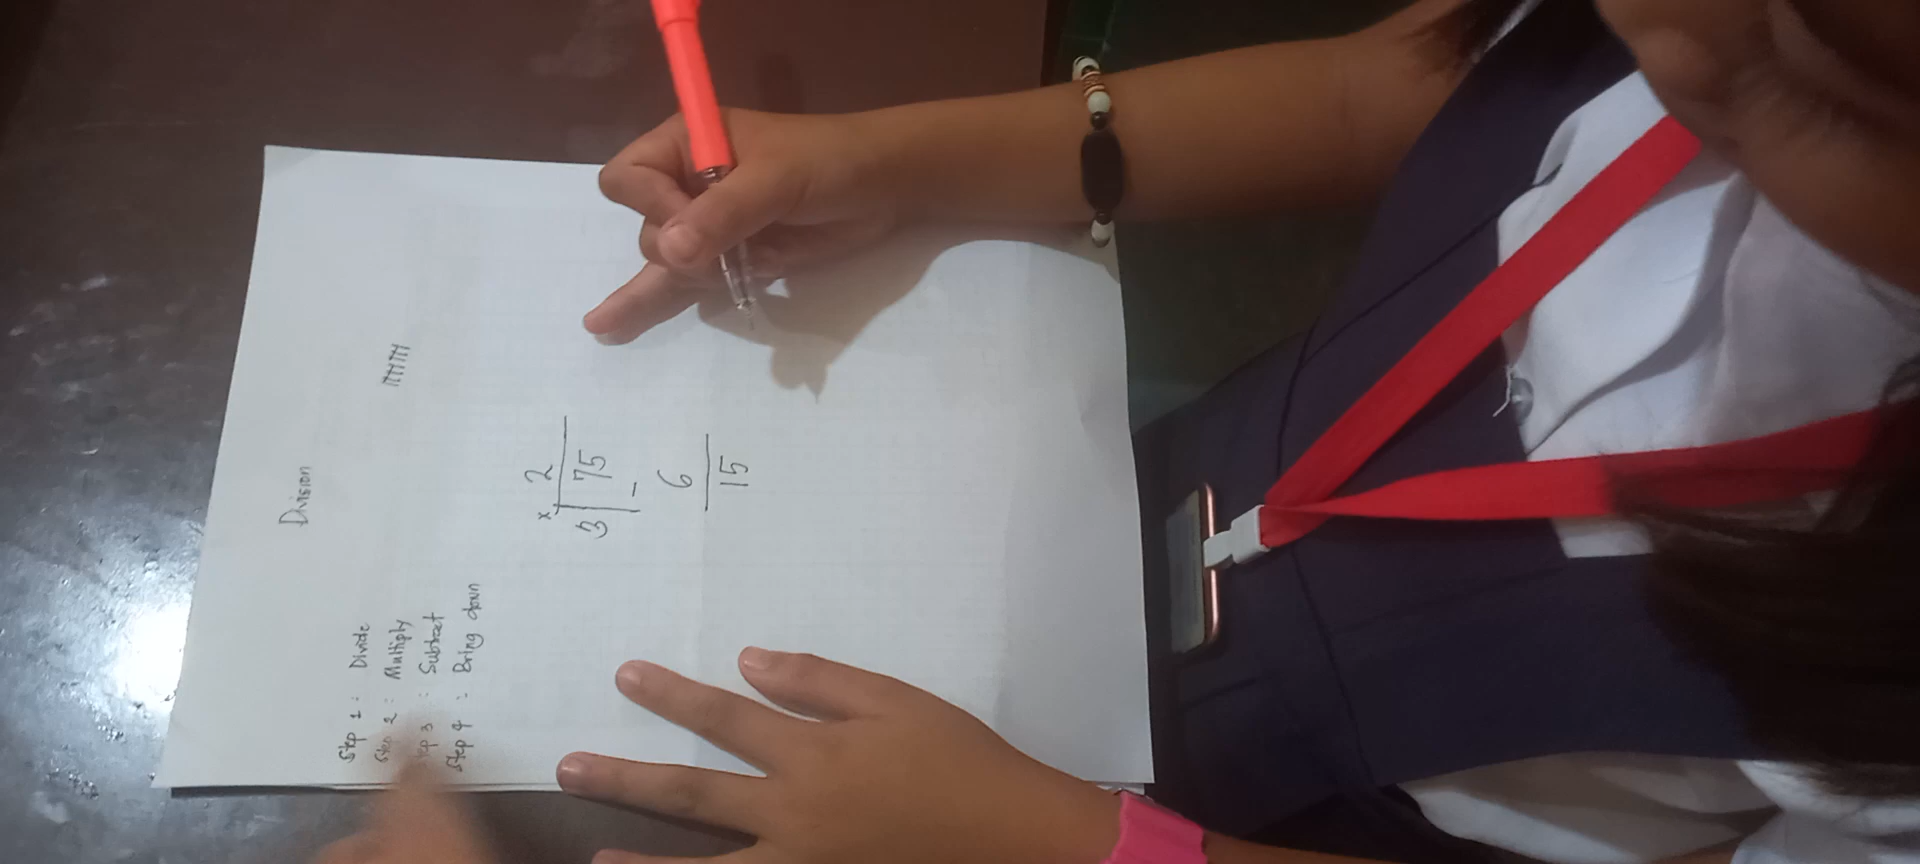 Division
Step 1 : Divide
Step 2 : Multiply
Step 3 : Subtract
Step 4 : Bring down
x 2
3 75
- 6
15